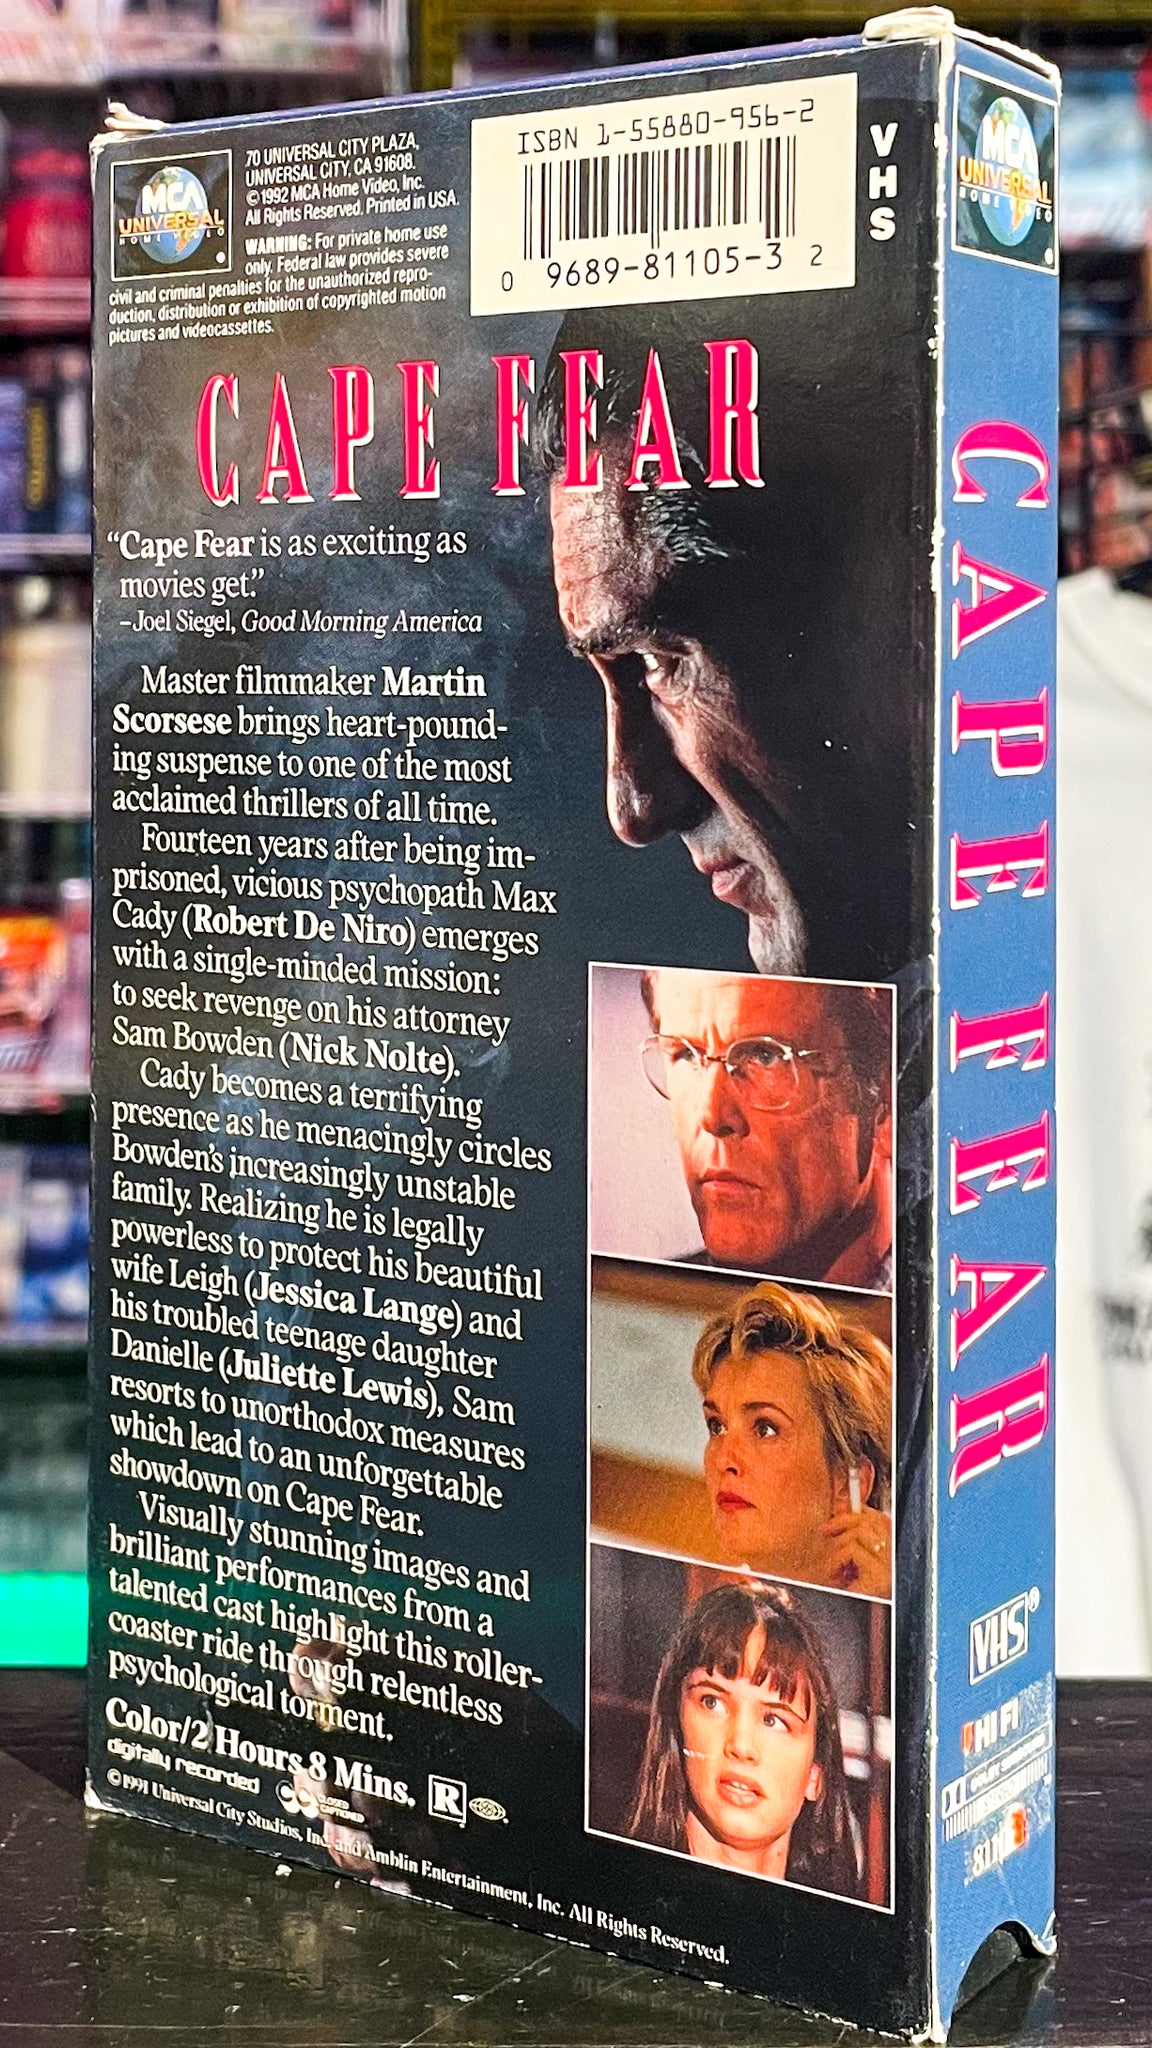 MCA
UNIVERSAL
HOME VIDEO
70 UNIVERSAL CITY PLAZA,
UNIVERSAL CITY, CA 91608.
©1992 MCA Home Video, Inc.
All Rights Reserved. Printed in USA.
WARNING: For private home use
only. Federal law provides severe
civil and criminal penalties for the unauthorized repro-
duction, distribution or exhibition of copyrighted motion
pictures and videocassettes.
ISBN 1-55880-956-2
0 9689-81105-3 2
VHS
CAPE FEAR
“Cape Fear is as exciting as
movies get.”
–Joel Siegel, Good Morning America
Master filmmaker Martin
Scorsese brings heart-pound-
ing suspense to one of the most
acclaimed thrillers of all time.
Fourteen years after being im-
prisoned, vicious psychopath Max
Cady (Robert De Niro) emerges
with a single-minded mission:
to seek revenge on his attorney
Sam Bowden (Nick Nolte).
Cady becomes a terrifying
presence as he menacingly circles
Bowden's increasingly unstable
family. Realizing he is legally
powerless to protect his beautiful
wife Leigh (Jessica Lange) and
his troubled teenage daughter
Danielle (Juliette Lewis), Sam
resorts to unorthodox measures
which lead to an unforgettable
showdown on Cape Fear.
Visually stunning images and
brilliant performances from a
talented cast highlight this roller-
coaster ride through relentless
psychological torment.
Color/2 Hours 8 Mins. R
digitally recorded CC CLOSED CAPTIONED
©1991 Universal City Studios, Inc. and Amblin Entertainment, Inc. All Rights Reserved.
MCA
UNIVERSAL
HOME VIDEO
CAPE FEAR
VHS®
HI FI